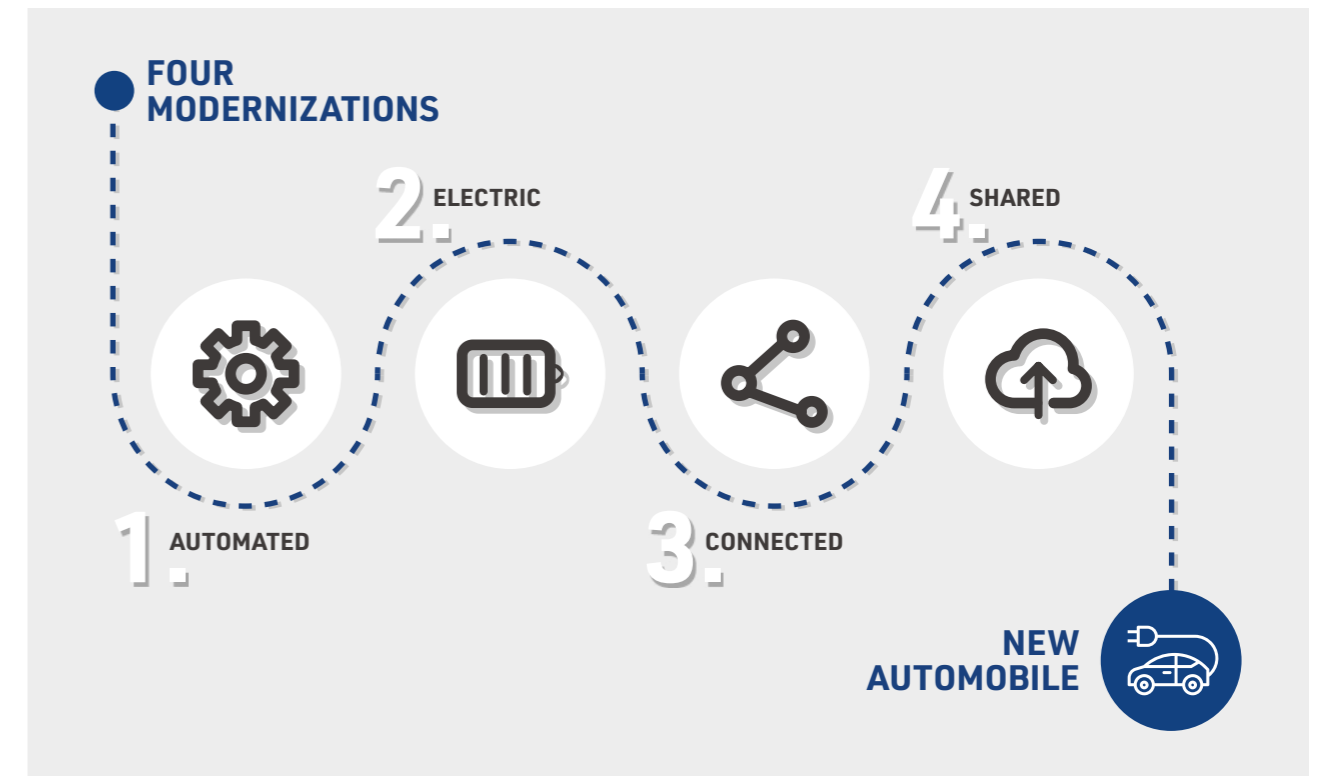 FOUR
MODERNIZATIONS
1. AUTOMATED
2. ELECTRIC
3. CONNECTED
4. SHARED
NEW
AUTOMOBILE